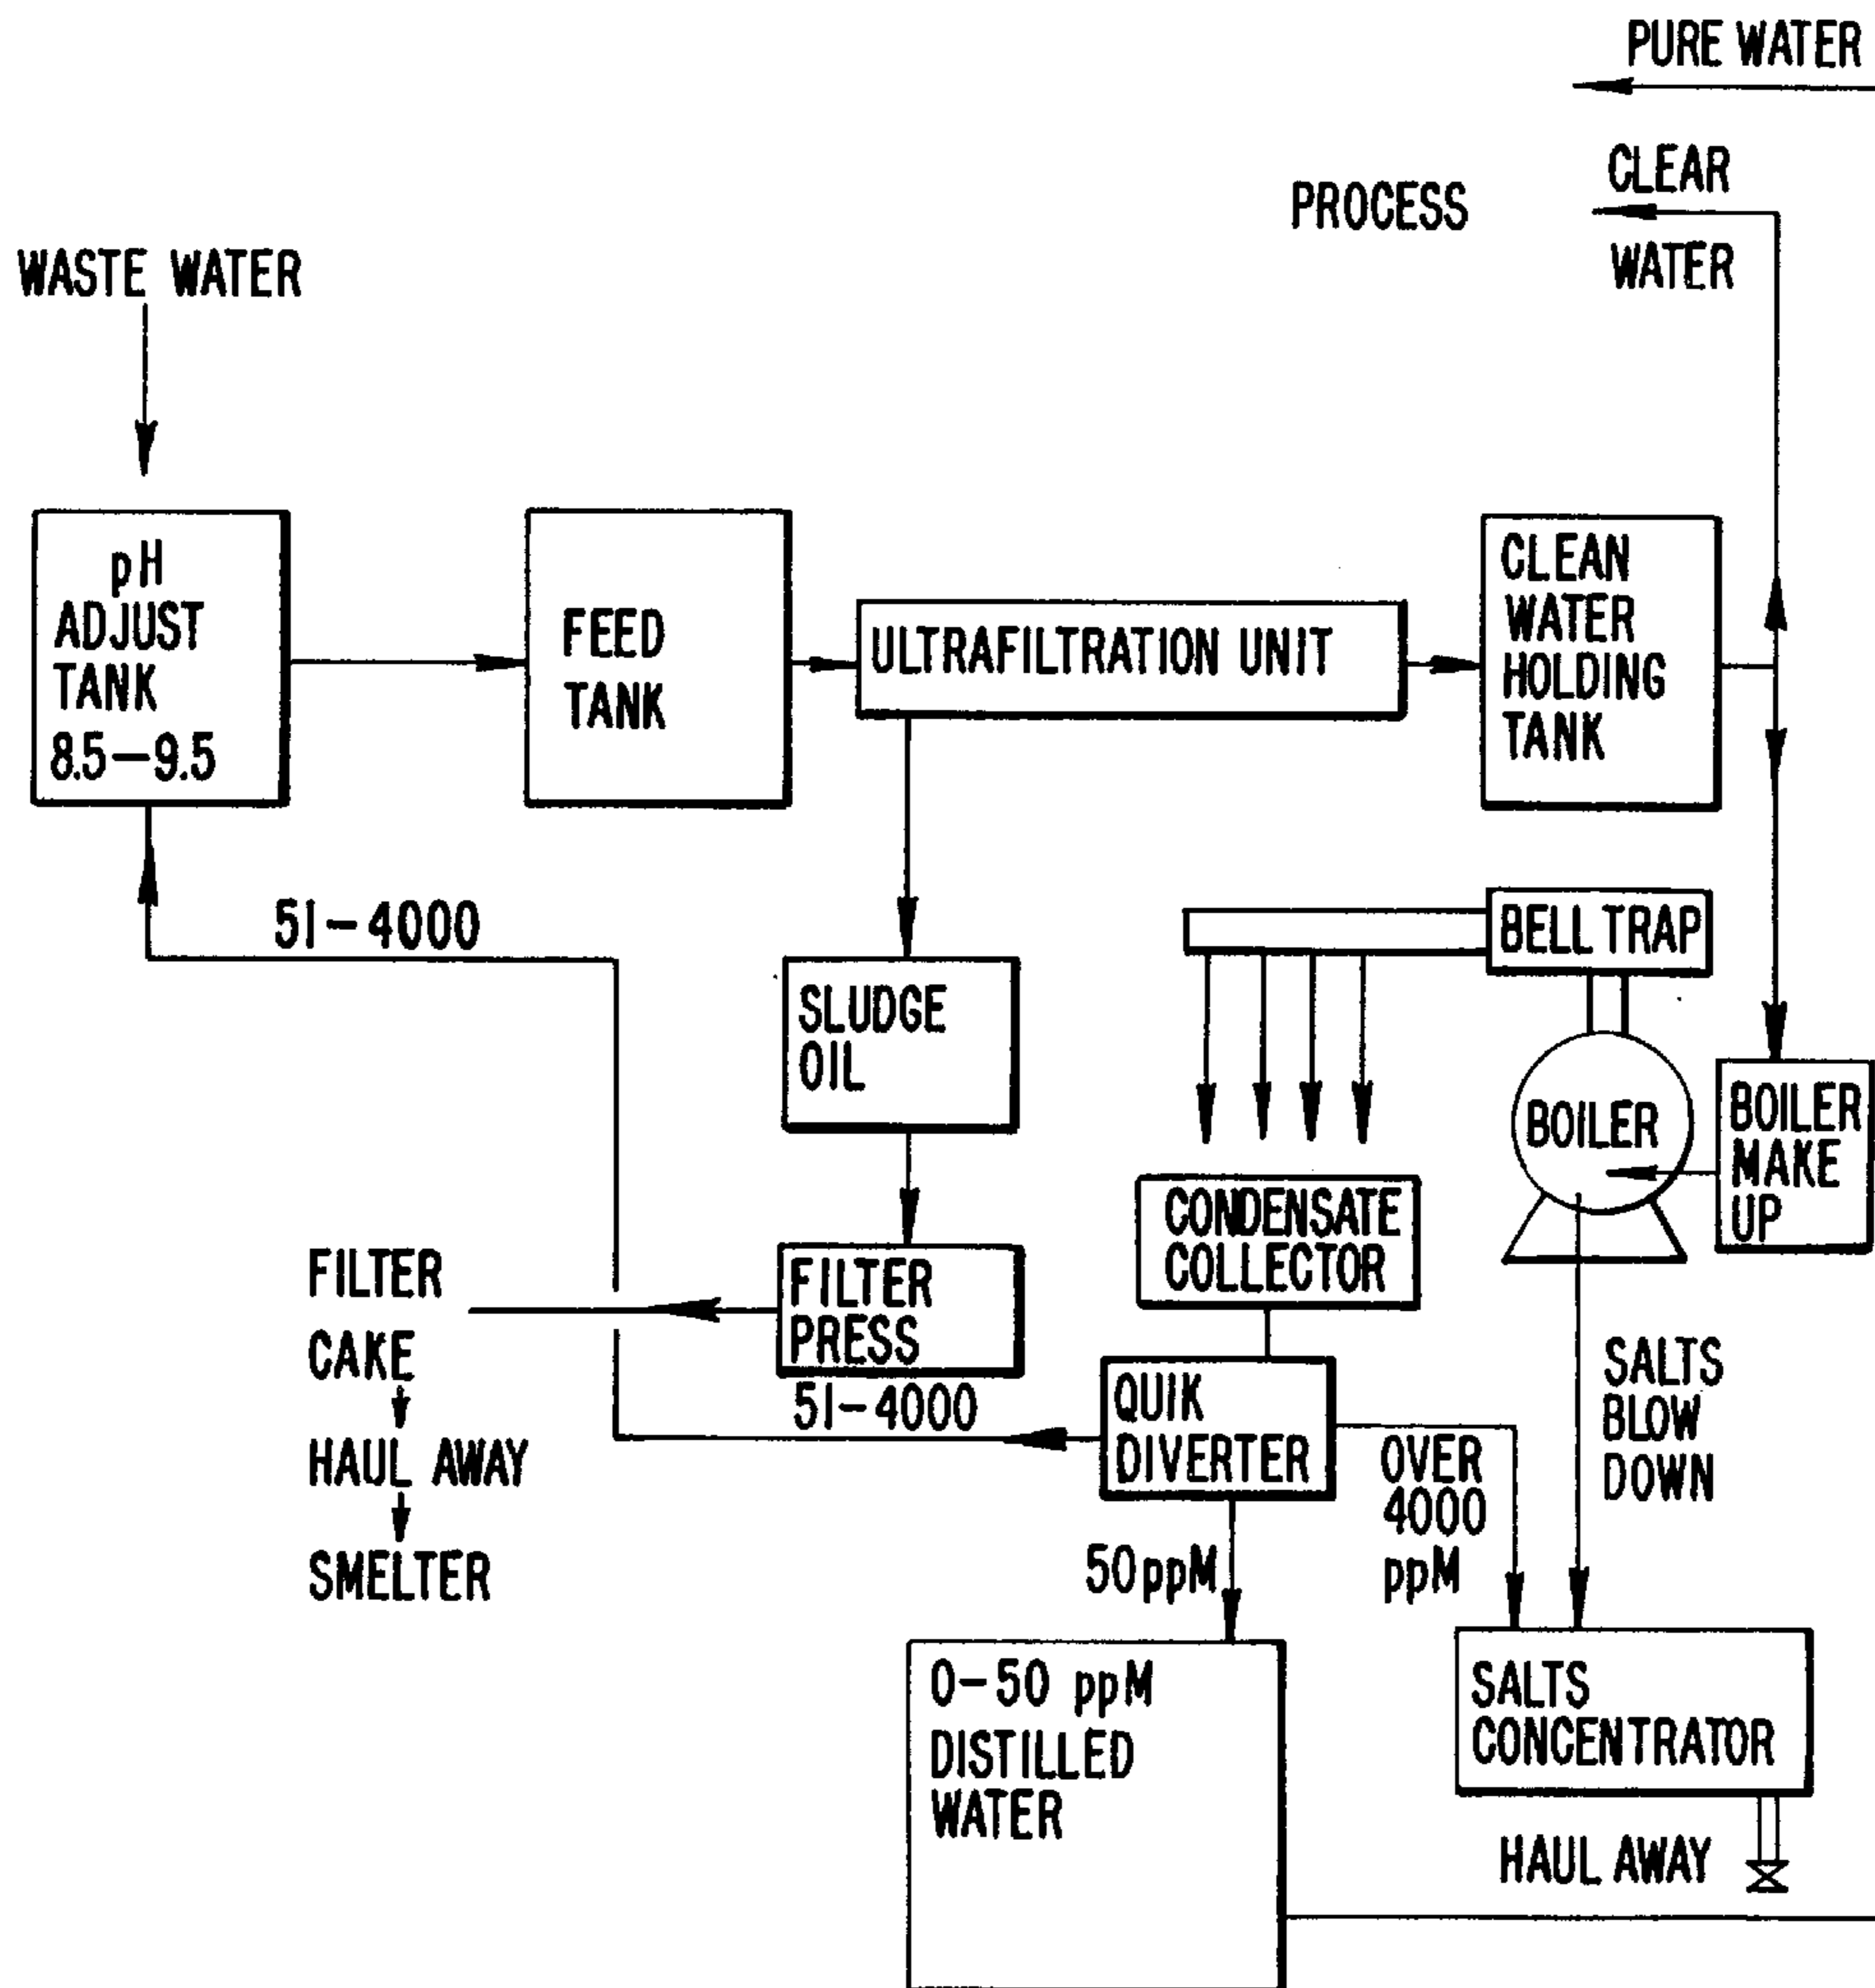 PURE WATER
PROCESS
CLEAR
WATER
WASTE WATER
pH
ADJUST
TANK
8.5-9.5
FEED
TANK
ULTRAFILTRATION UNIT
CLEAN
WATER
HOLDING
TANK
51-4000
SLUDGE
OIL
BELL TRAP
BOILER
BOILER
MAKE
UP
CONDENSATE
COLLECTOR
FILTER
CAKE
HAUL AWAY
SMELTER
FILTER
PRESS
51-4000
QUIK
DIVERTER
OVER
4000
ppM
SALTS
BLOW
DOWN
50ppM
0-50 ppM
DISTILLED
WATER
SALTS
CONCENTRATOR
HAUL AWAY